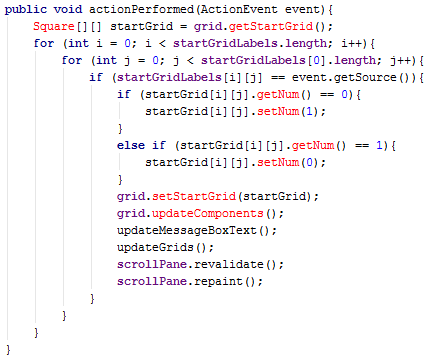 public void actionPerformed(ActionEvent event){
    Square[][] startGrid = grid.getStartGrid();
    for (int i = 0; i < startGridLabels.length; i++){
        for (int j = 0; j < startGridLabels[0].length; j++){
            if (startGridLabels[i][j] == event.getSource()){
                if (startGrid[i][j].getNum() == 0){
                    startGrid[i][j].setNum(1);
                }
                else if (startGrid[i][j].getNum() == 1){
                    startGrid[i][j].setNum(0);
                }
                grid.setStartGrid(startGrid);
                grid.updateComponents();
                updateMessageBoxText();
                updateGrids();
                scrollPane.revalidate();
                scrollPane.repaint();
            }
        }
    }
}